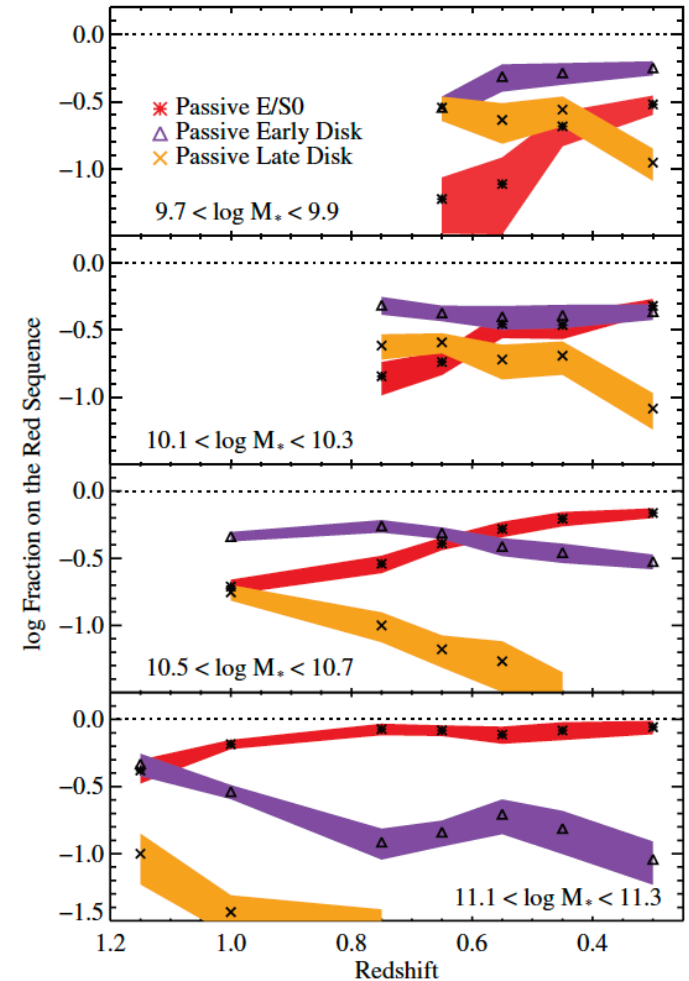 0.0
−0.5
−1.0
Passive E/S0
Passive Early Disk
Passive Late Disk
9.7 < log M* < 9.9
0.0
−0.5
−1.0
10.1 < log M* < 10.3
0.0
−0.5
−1.0
10.5 < log M* < 10.7
0.0
−0.5
−1.0
−1.5
11.1 < log M* < 11.3
log Fraction on the Red Sequence
1.2 1.0 0.8 0.6 0.4
Redshift